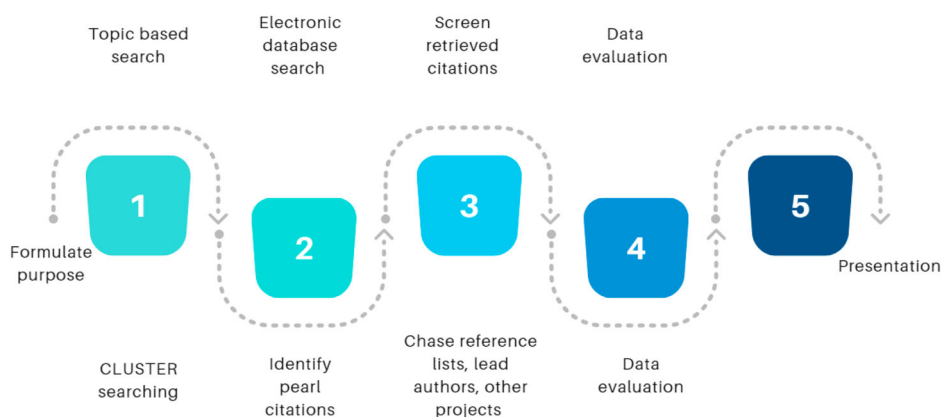 Topic based
search
Electronic
database
search
Screen
retrieved
citations
Data
evaluation
1
2
3
4
5
Formulate
purpose
Presentation
CLUSTER
searching
Identify
pearl
citations
Chase reference
lists, lead
authors, other
projects
Data
evaluation